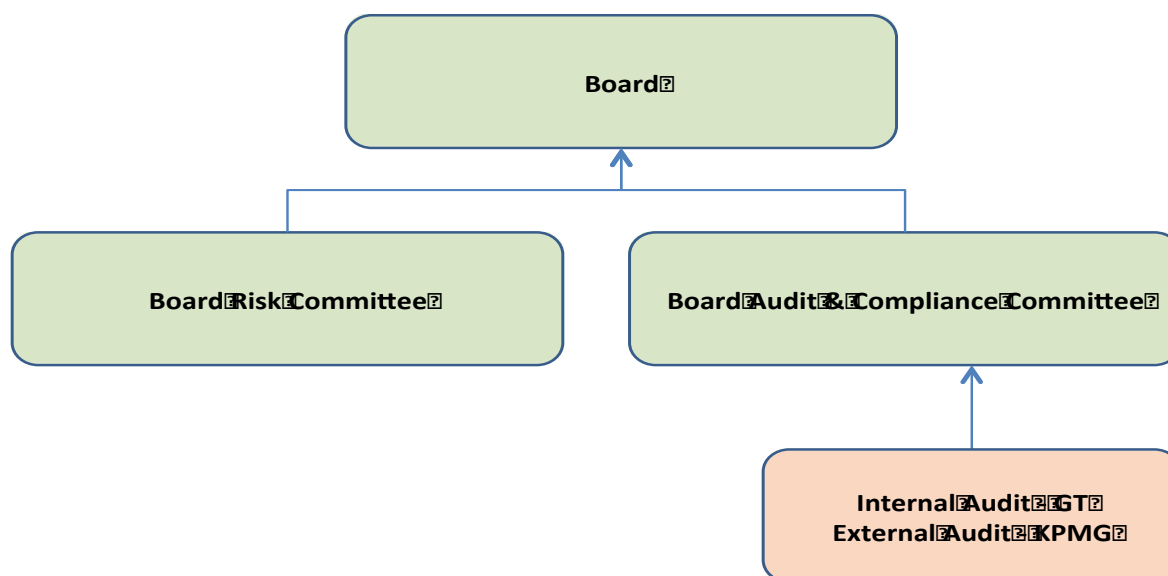 Board
Board Risk Committee
Board Audit & Compliance Committee
Internal Audit - GT
External Audit - KPMG